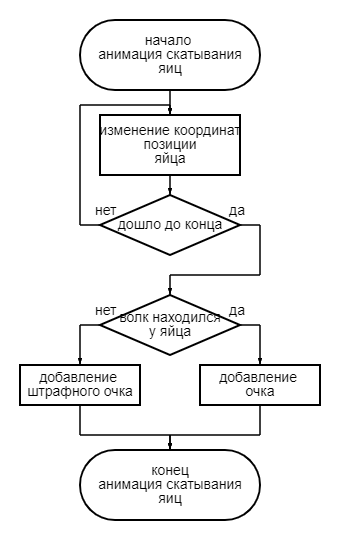 начало
анимация скатывания
яиц
изменение координат
позиции
яйца
нет
да
дошло до конца
нет
да
волк находился
у яйца
добавление
штрафного очка
добавление
очка
конец
анимация скатывания
яиц